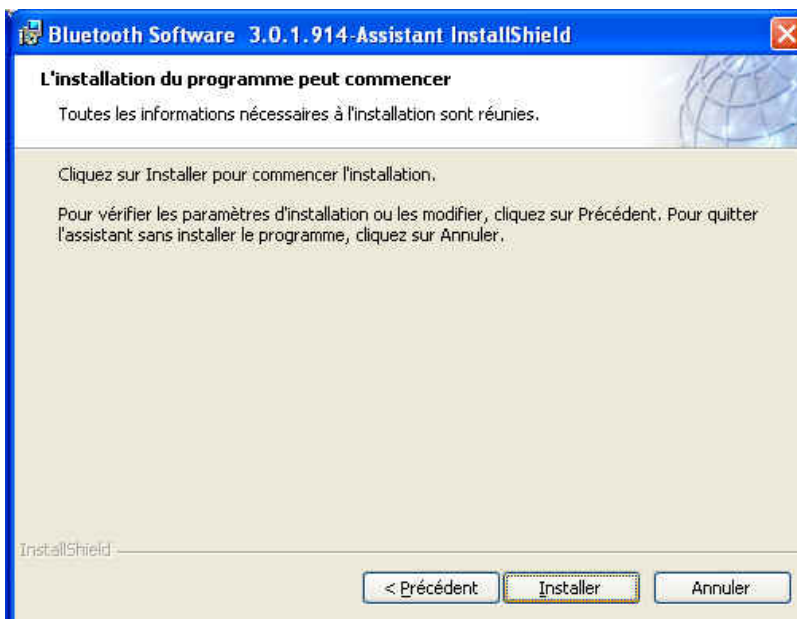 Bluetooth Software 3.0.1.914-Assistant InstallShield
L'installation du programme peut commencer
Toutes les informations nécessaires à l'installation sont réunies.
Cliquez sur Installer pour commencer l'installation.
Pour vérifier les paramètres d'installation ou les modifier, cliquez sur Précédent. Pour quitter
l'assistant sans installer le programme, cliquez sur Annuler.
InstallShield
< Précédent Installer Annuler